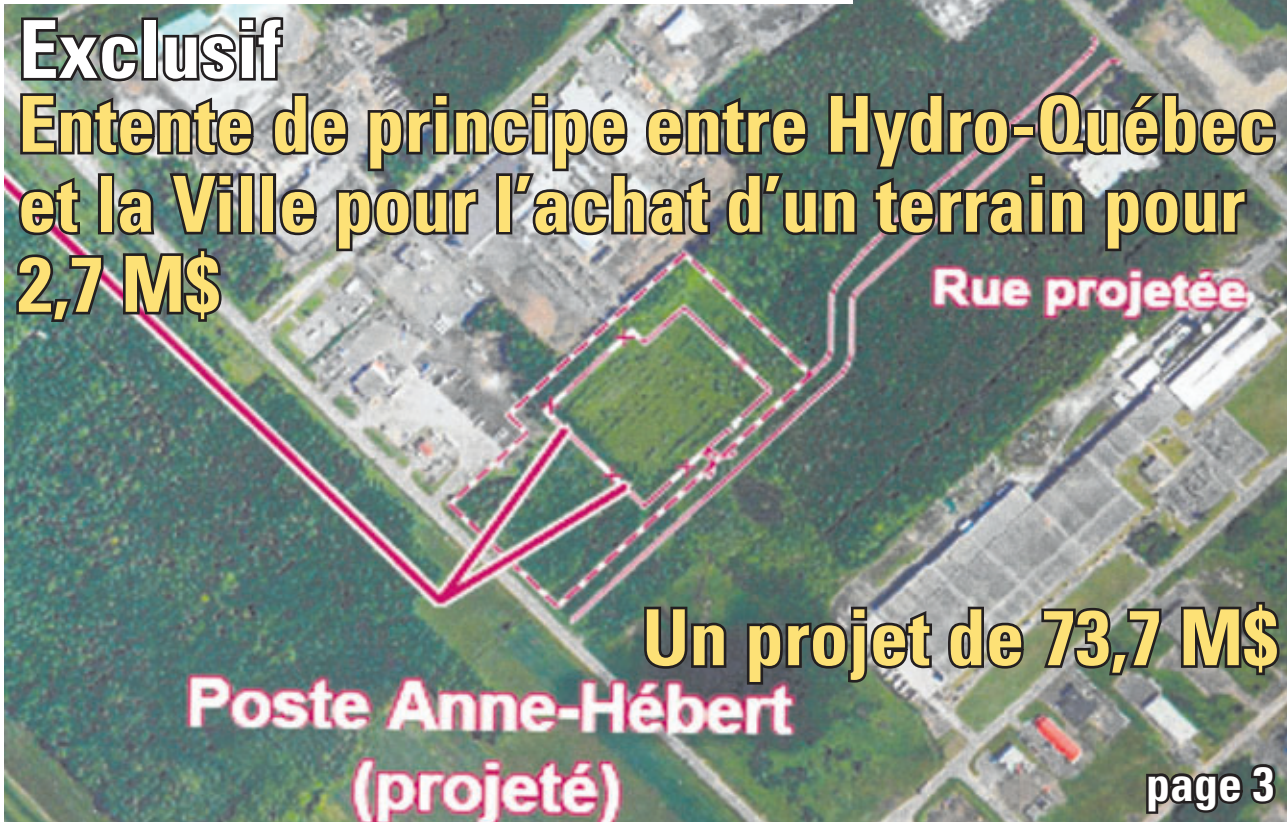 Exclusif
Entente de principe entre Hydro-Québec
et la Ville pour l'achat d'un terrain pour
2,7 M$
Rue projetée
Un projet de 73,7 M$
Poste Anne-Hébert
(projeté)
page 3